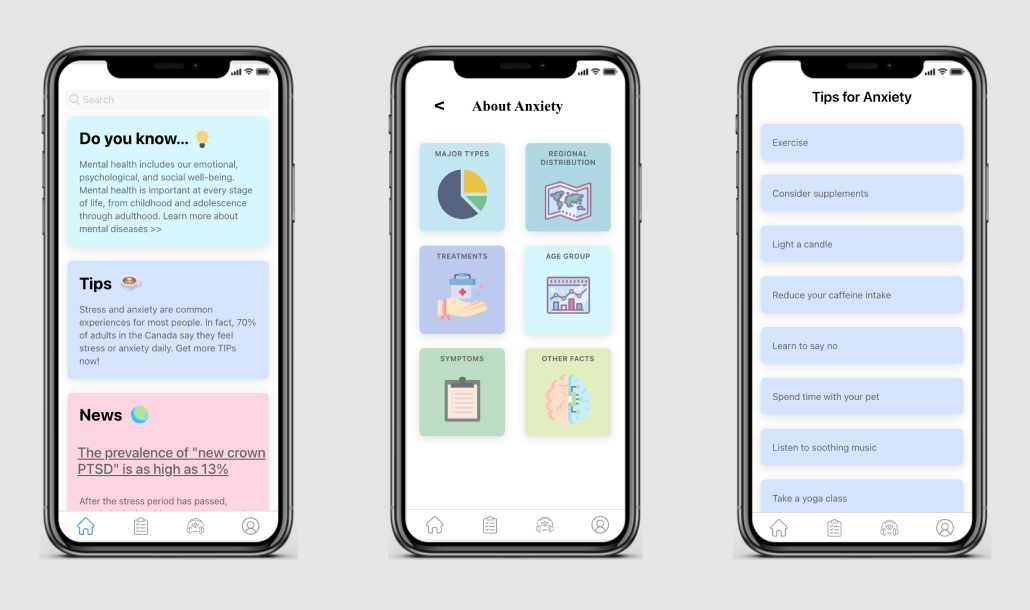 Search
Do you know...
Mental health includes our emotional,
psychological, and social well-being.
Mental health is important at every stage
of life, from childhood and adolescence
through adulthood. Learn more about
mental diseases >>
Tips
Stress and anxiety are common
experiences for most people. In fact, 70%
of adults in the Canada say they feel
stress or anxiety daily. Get more TIPs
now!
News
The prevalence of "new crown
PTSD" is as high as 13%
After the stress period has passed,
<
About Anxiety
MAJOR TYPES
REGIONAL
DISTRIBUTION
TREATMENTS
AGE GROUP
SYMPTOMS
OTHER FACTS
Tips for Anxiety
Exercise
Consider supplements
Light a candle
Reduce your caffeine intake
Learn to say no
Spend time with your pet
Listen to soothing music
Take a yoga class